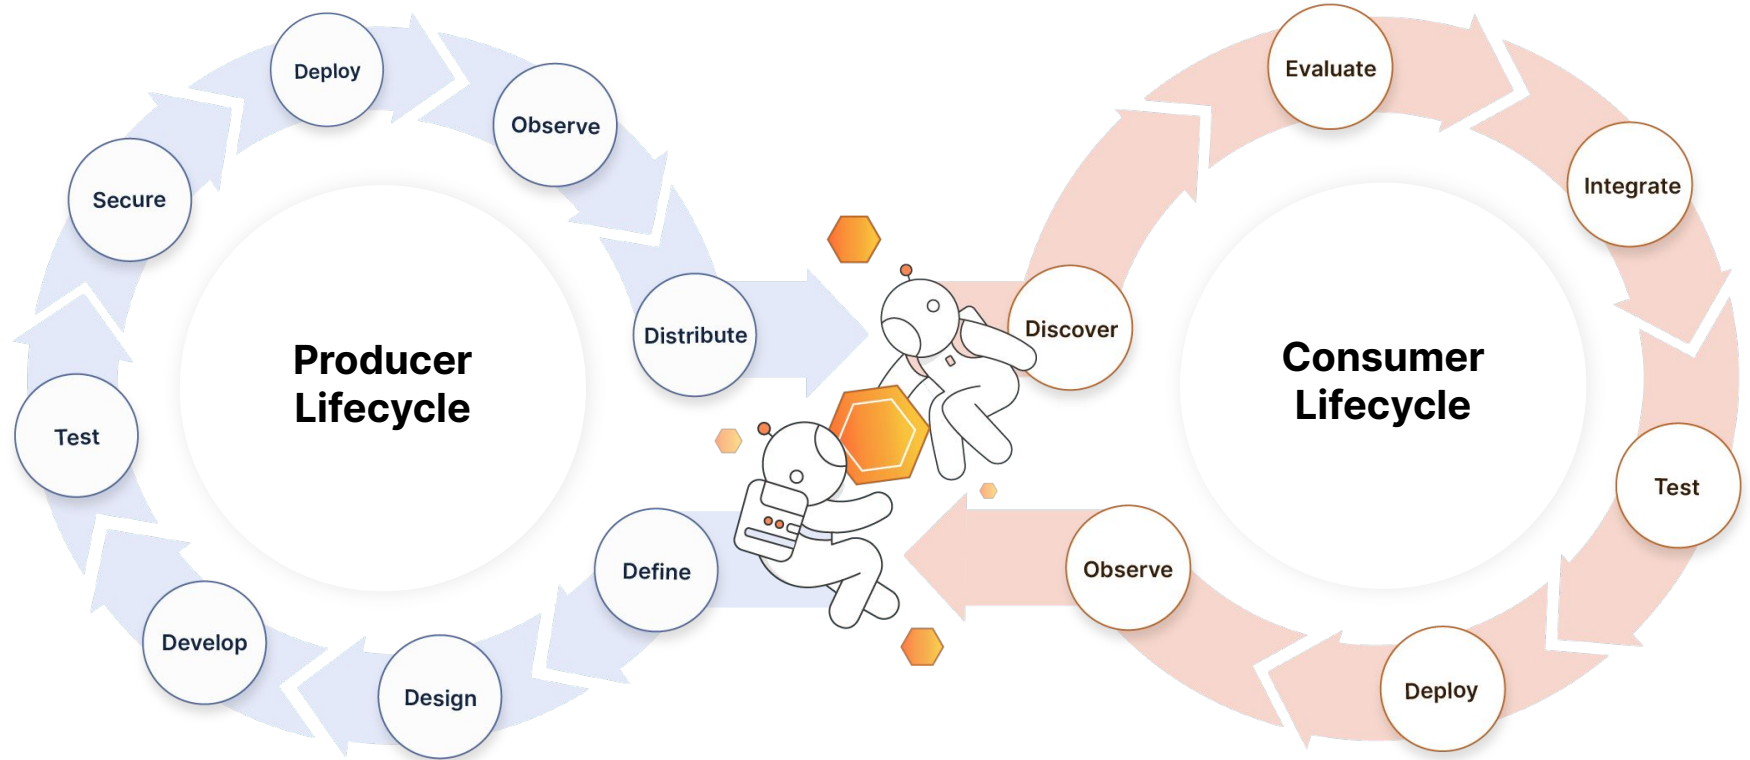 Producer
Lifecycle
Define
Design
Develop
Test
Secure
Deploy
Observe
Distribute
Consumer
Lifecycle
Discover
Evaluate
Integrate
Test
Deploy
Observe